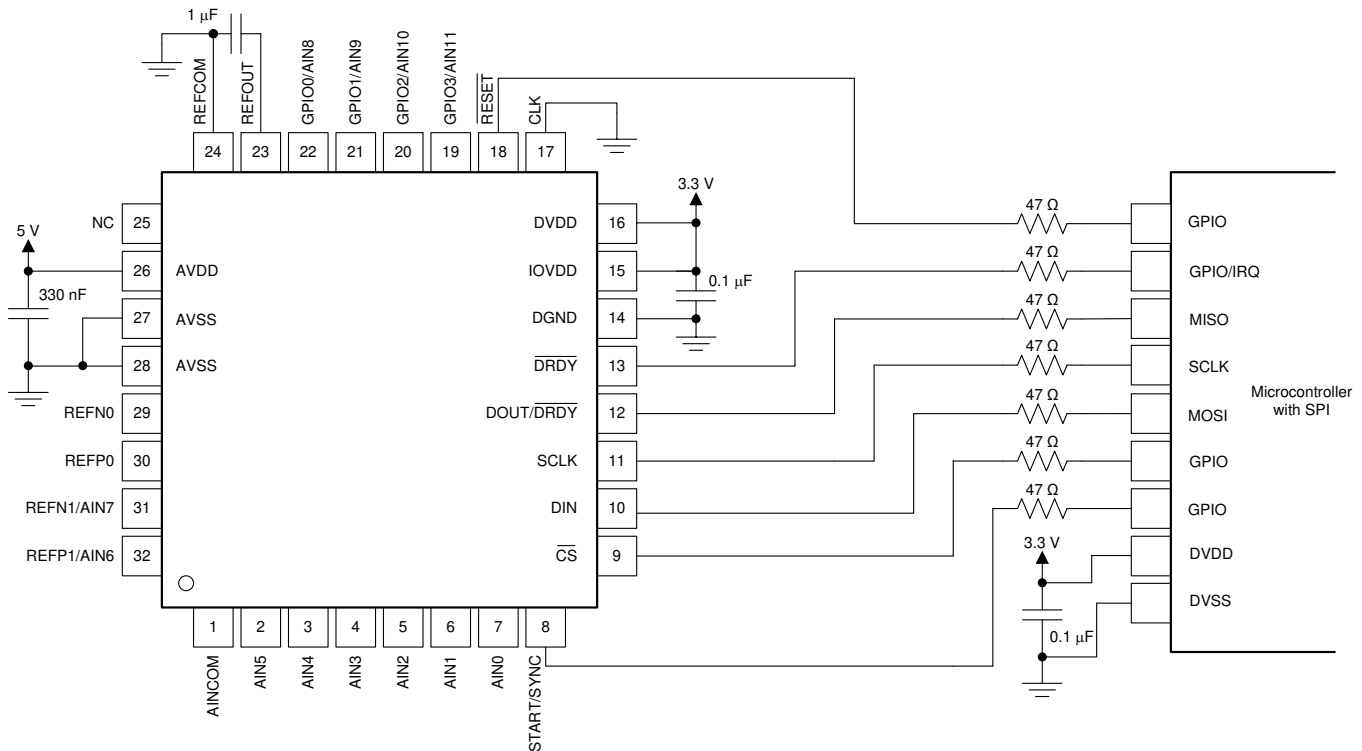 1 μF
REFCOM
REFOUT
GPIO0/AIN8
GPIO1/AIN9
GPIO2/AIN10
GPIO3/AIN11
RESET
CLK
24
23
22
21
20
19
18
17
NC
25
5 V
AVDD
26
330 nF
AVSS
27
AVSS
28
REFN0
29
REFP0
30
REFN1/AIN7
31
REFP1/AIN6
32
3.3 V
DVDD
16
IOVDD
15
0.1 μF
DGND
14
DRDY
13
DOUT/DRDY
12
SCLK
11
DIN
10
CS
9
1
2
3
4
5
6
7
8
AINCOM
AIN5
AIN4
AIN3
AIN2
AIN1
AIN0
START/SYNC
47 Ω
GPIO
47 Ω
GPIO/IRQ
47 Ω
MISO
47 Ω
SCLK
47 Ω
MOSI
47 Ω
GPIO
47 Ω
GPIO
3.3 V
DVDD
DVSS
0.1 μF
Microcontroller
with SPI